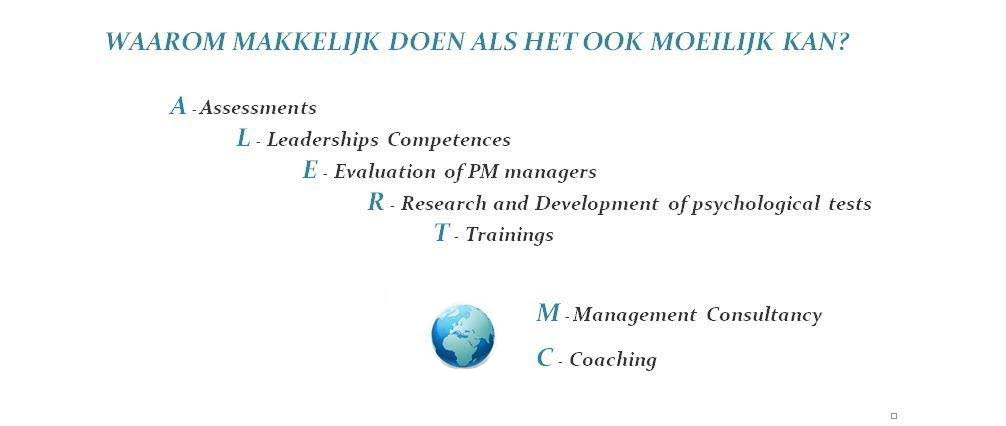 WAAROM MAKKELIJK DOEN ALS HET OOK MOEILIJK KAN?
A - Assessments
L - Leaderships Competences
E - Evaluation of PM managers
R - Research and Development of psychological tests
T - Trainings
M - Management Consultancy
C - Coaching